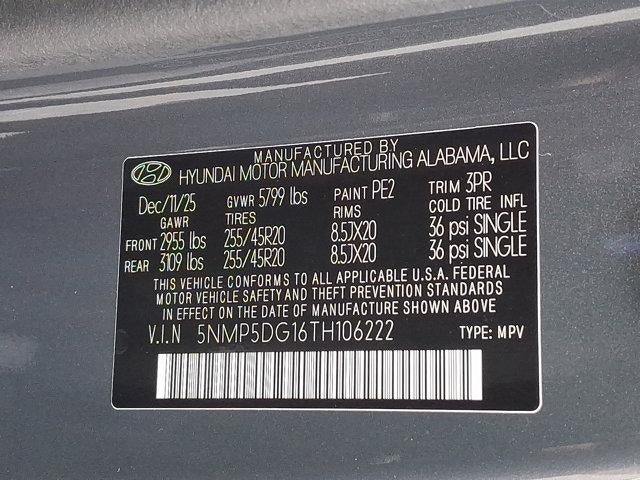 MANUFACTURED BY
HYUNDAI MOTOR MANUFACTURING ALABAMA, LLC
Dec/11/25 GVWR 5799 lbs PAINT PE2 TRIM 3PR
GAWR TIRES RIMS COLD TIRE INFL
FRONT 2955 lbs 255/45R20 8.5JX20 36 psi SINGLE
REAR 3109 lbs 255/45R20 8.5JX20 36 psi SINGLE
THIS VEHICLE CONFORMS TO ALL APPLICABLE U.S.A. FEDERAL
MOTOR VEHICLE SAFETY AND THEFT PREVENTION STANDARDS
IN EFFECT ON THE DATE OF MANUFACTURE SHOWN ABOVE
V.I.N 5NMP5DG16TH106222 TYPE: MPV